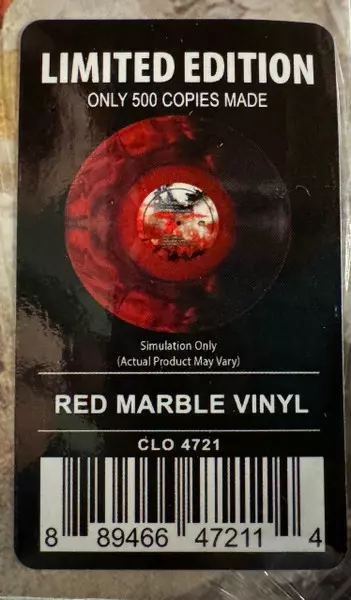 LIMITED EDITION
ONLY 500 COPIES MADE
Simulation Only
(Actual Product May Vary)
RED MARBLE VINYL
CLO 4721
8 89466 47211 4